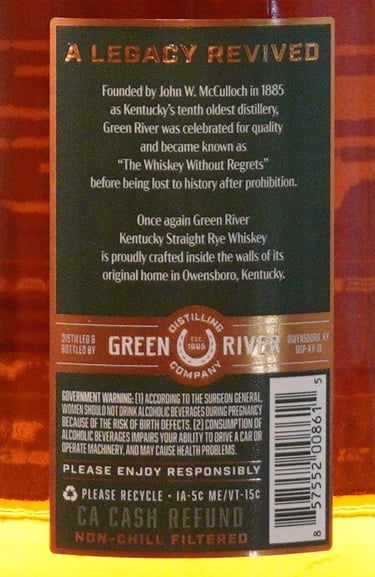 A LEGACY REVIVED
Founded by John W. McCulloch in 1885
as Kentucky's tenth oldest distillery,
Green River was celebrated for quality
and became known as
"The Whiskey Without Regrets"
before being lost to history after prohibition.
Once again Green River
Kentucky Straight Rye Whiskey
is proudly crafted inside the walls of its
original home in Owensboro, Kentucky.
DISTILLED &
BOTTLED BY
DISTILLING
GREEN EST. 1885 RIVER
COMPANY
OWENSBORO, KY
DSP-KY-10
GOVERNMENT WARNING: (1) ACCORDING TO THE SURGEON GENERAL,
WOMEN SHOULD NOT DRINK ALCOHOLIC BEVERAGES DURING PREGNANCY
BECAUSE OF THE RISK OF BIRTH DEFECTS. (2) CONSUMPTION OF
ALCOHOLIC BEVERAGES IMPAIRS YOUR ABILITY TO DRIVE A CAR OR
OPERATE MACHINERY, AND MAY CAUSE HEALTH PROBLEMS.
PLEASE ENJOY RESPONSIBLY
PLEASE RECYCLE • IA-5¢ ME/VT-15¢
CA CASH REFUND
NON-CHILL FILTERED
8 57552 00861 5